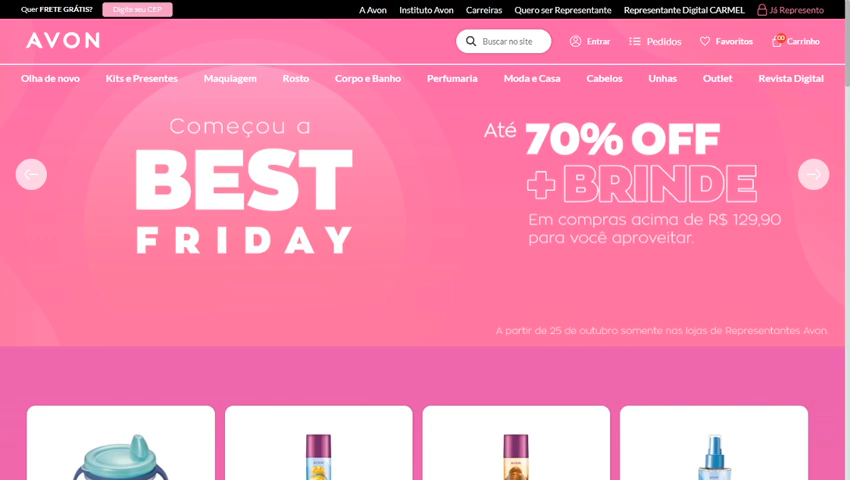 Quer FRETE GRÁTIS?
Digite seu CEP
A Avon
Instituto Avon
Carreiras
Quero ser Representante
Representante Digital CARMEL
Já Represento
AVON
Buscar no site
Entrar
Pedidos
Favoritos
00
Carrinho
Olha de novo
Kits e Presentes
Maquiagem
Rosto
Corpo e Banho
Perfumaria
Moda e Casa
Cabelos
Unhas
Outlet
Revista Digital
Começou a
BEST
FRIDAY
Até 70% OFF
+ BRINDE
Em compras acima de R$ 129,90
para você aproveitar.
A partir de 25 de outubro somente nas lojas de Representantes Avon.